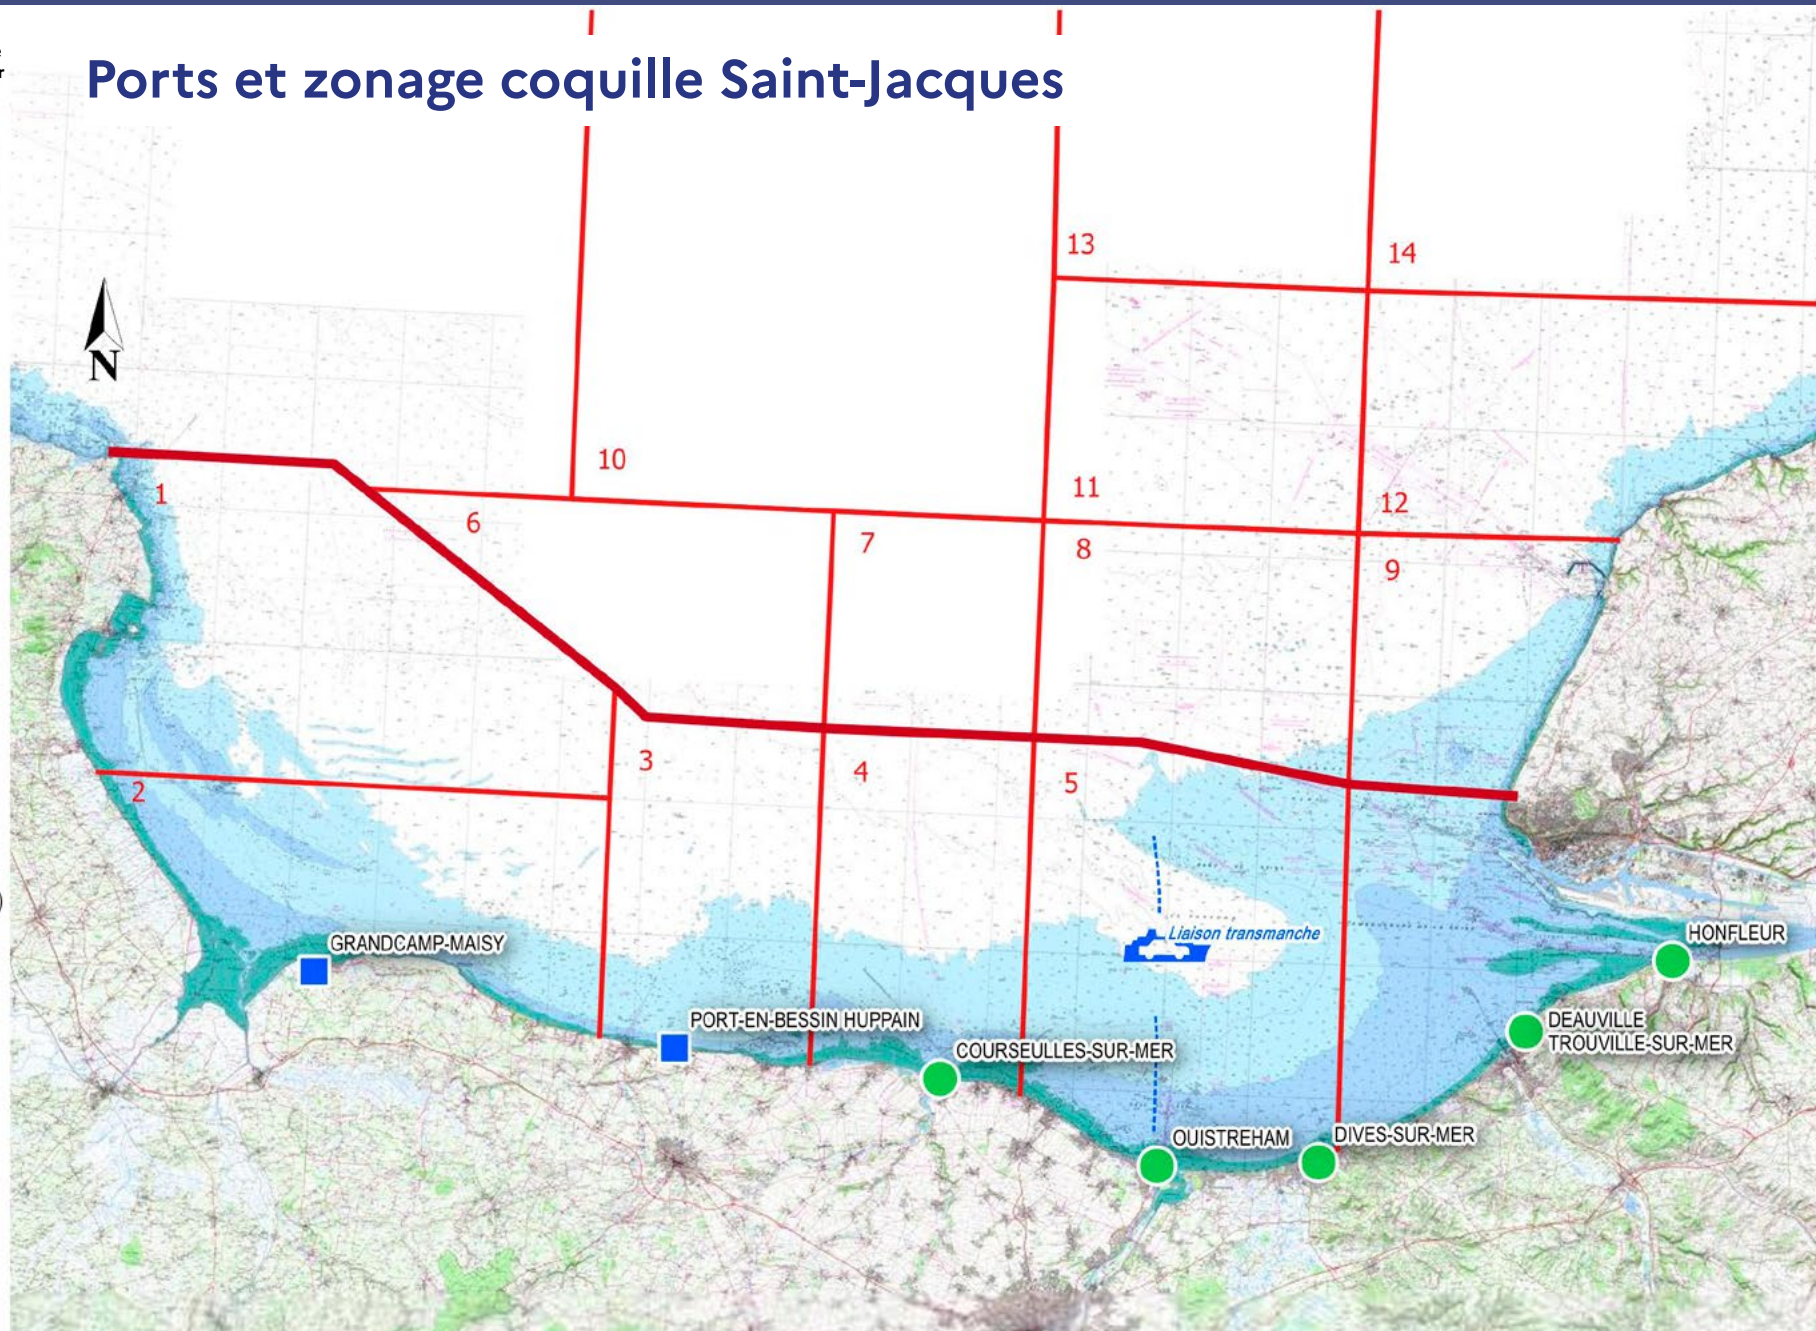 Ports et zonage coquille Saint-Jacques
13
14
N
10
11
12
1
6
7
8
9
3
4
5
2
Liaison transmanche
GRANDCAMP-MAISY
HONFLEUR
PORT-EN-BESSIN HUPPAIN
DEAUVILLE
TROUVILLE-SUR-MER
COURSEULLES-SUR-MER
OUISTREHAM
DIVES-SUR-MER